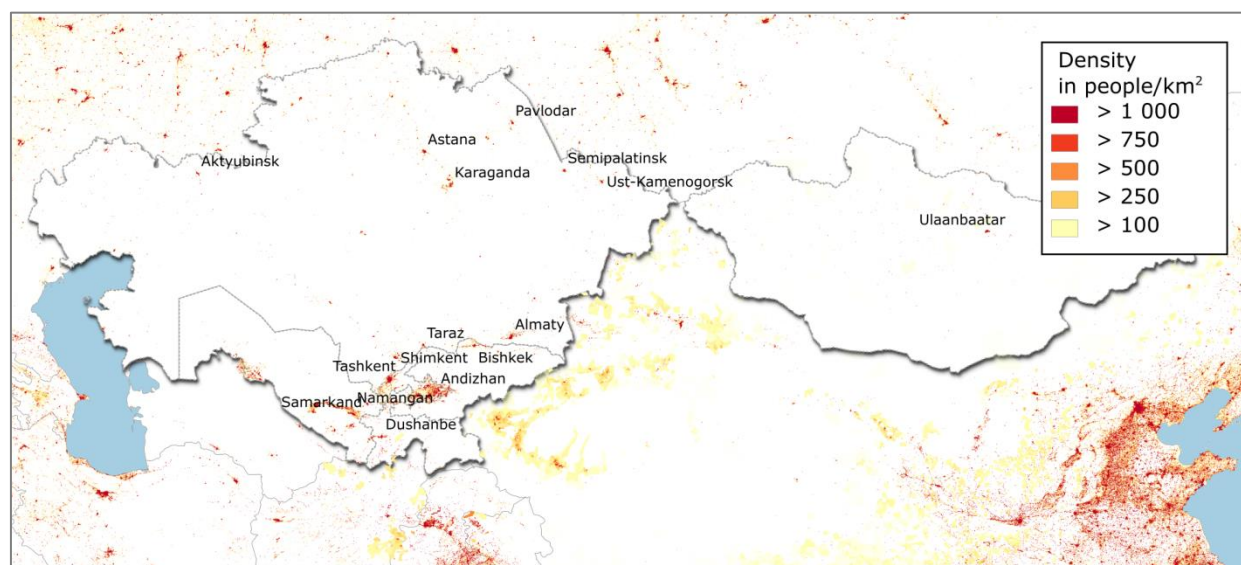 Density
in people/km²
> 1 000
> 750
> 500
> 250
> 100
Pavlodar
Astana
Aktyubinsk
Semipalatinsk
Karaganda
Ust-Kamenogorsk
Ulaanbaatar
Almaty
Taraz
Shimkent
Bishkek
Tashkent
Andizhan
Namangan
Samarkand
Dushanbe